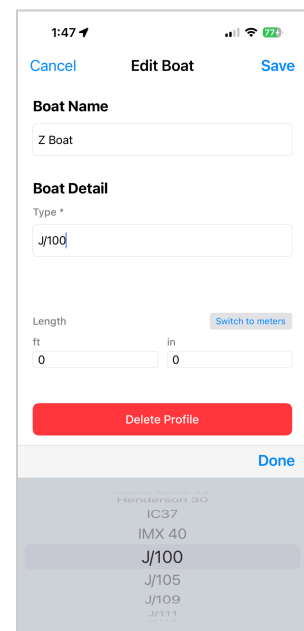 1:47
77
Cancel Edit Boat Save
Boat Name
Z Boat
Boat Detail
Type *
J/100
Length Switch to meters
ft in
0 0
Delete Profile
Done
Henderson 30
IC37
IMX 40
J/100
J/105
J/109
J/111